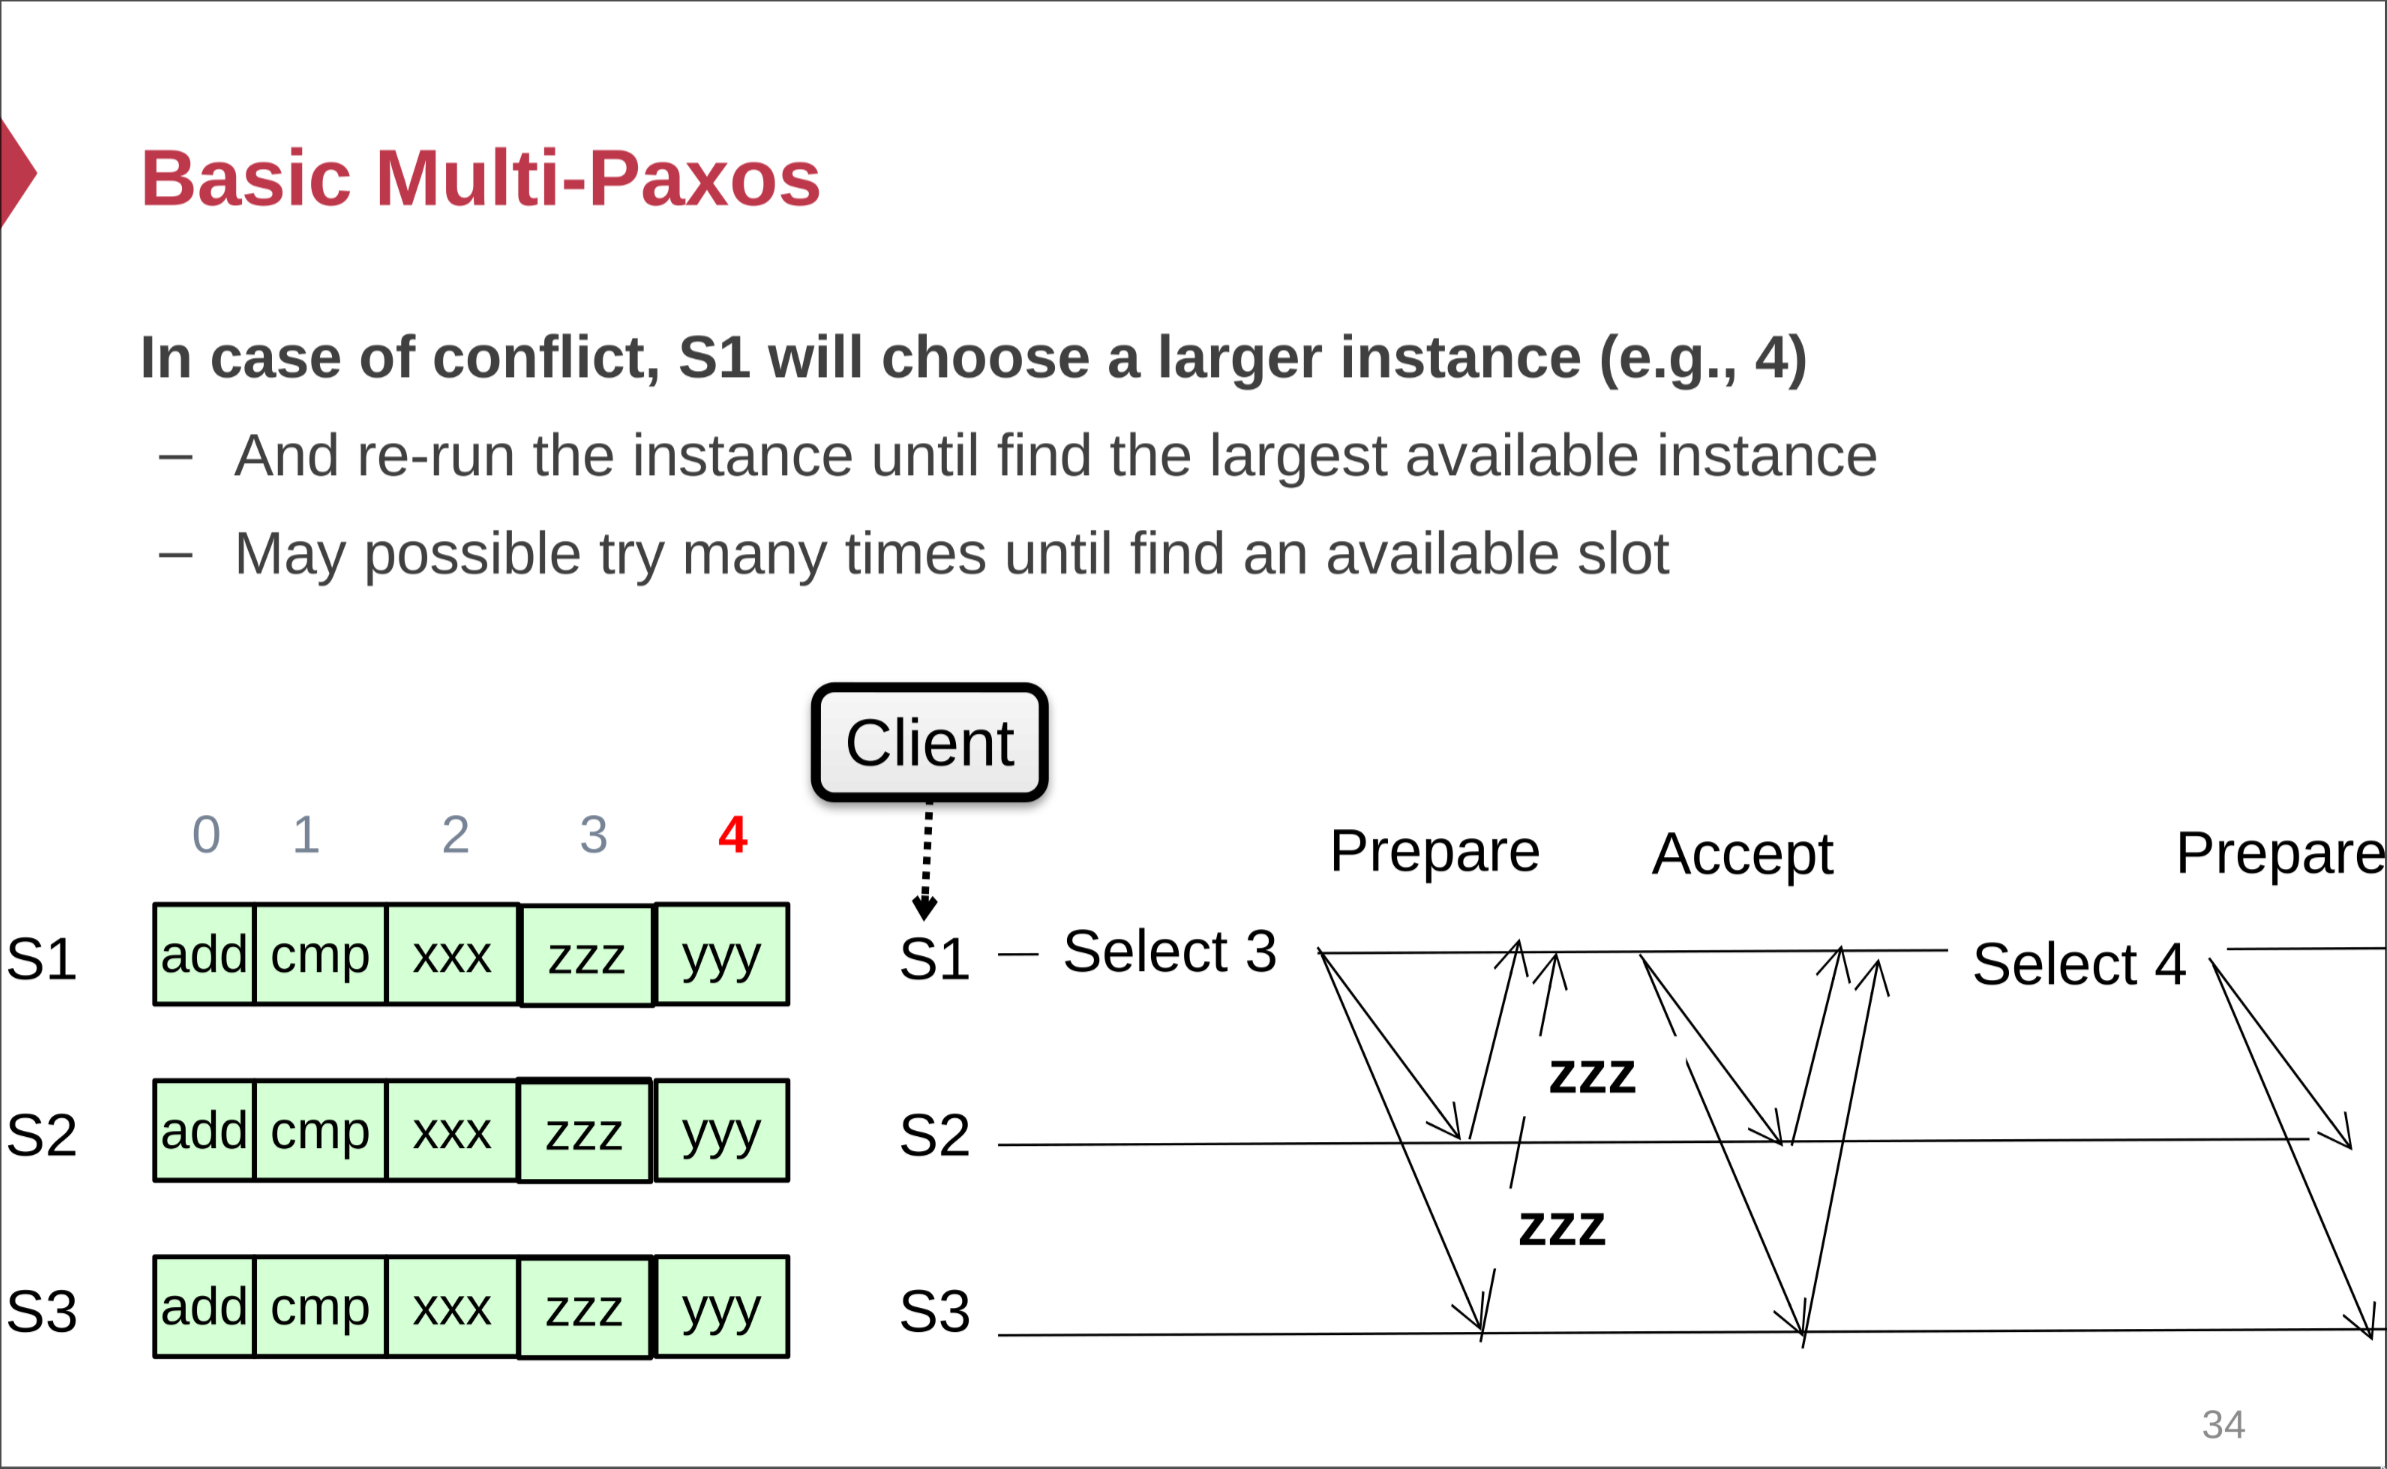 Basic Multi-Paxos
In case of conflict, S1 will choose a larger instance (e.g., 4)
– And re-run the instance until find the largest available instance
– May possible try many times until find an available slot
Client
0 1 2 3 4
Prepare Accept Prepare
S1 add cmp xxx zzz yyy
S1 Select 3 Select 4
zzz
S2 add cmp xxx zzz yyy
S2
zzz
S3 add cmp xxx zzz yyy
S3
34